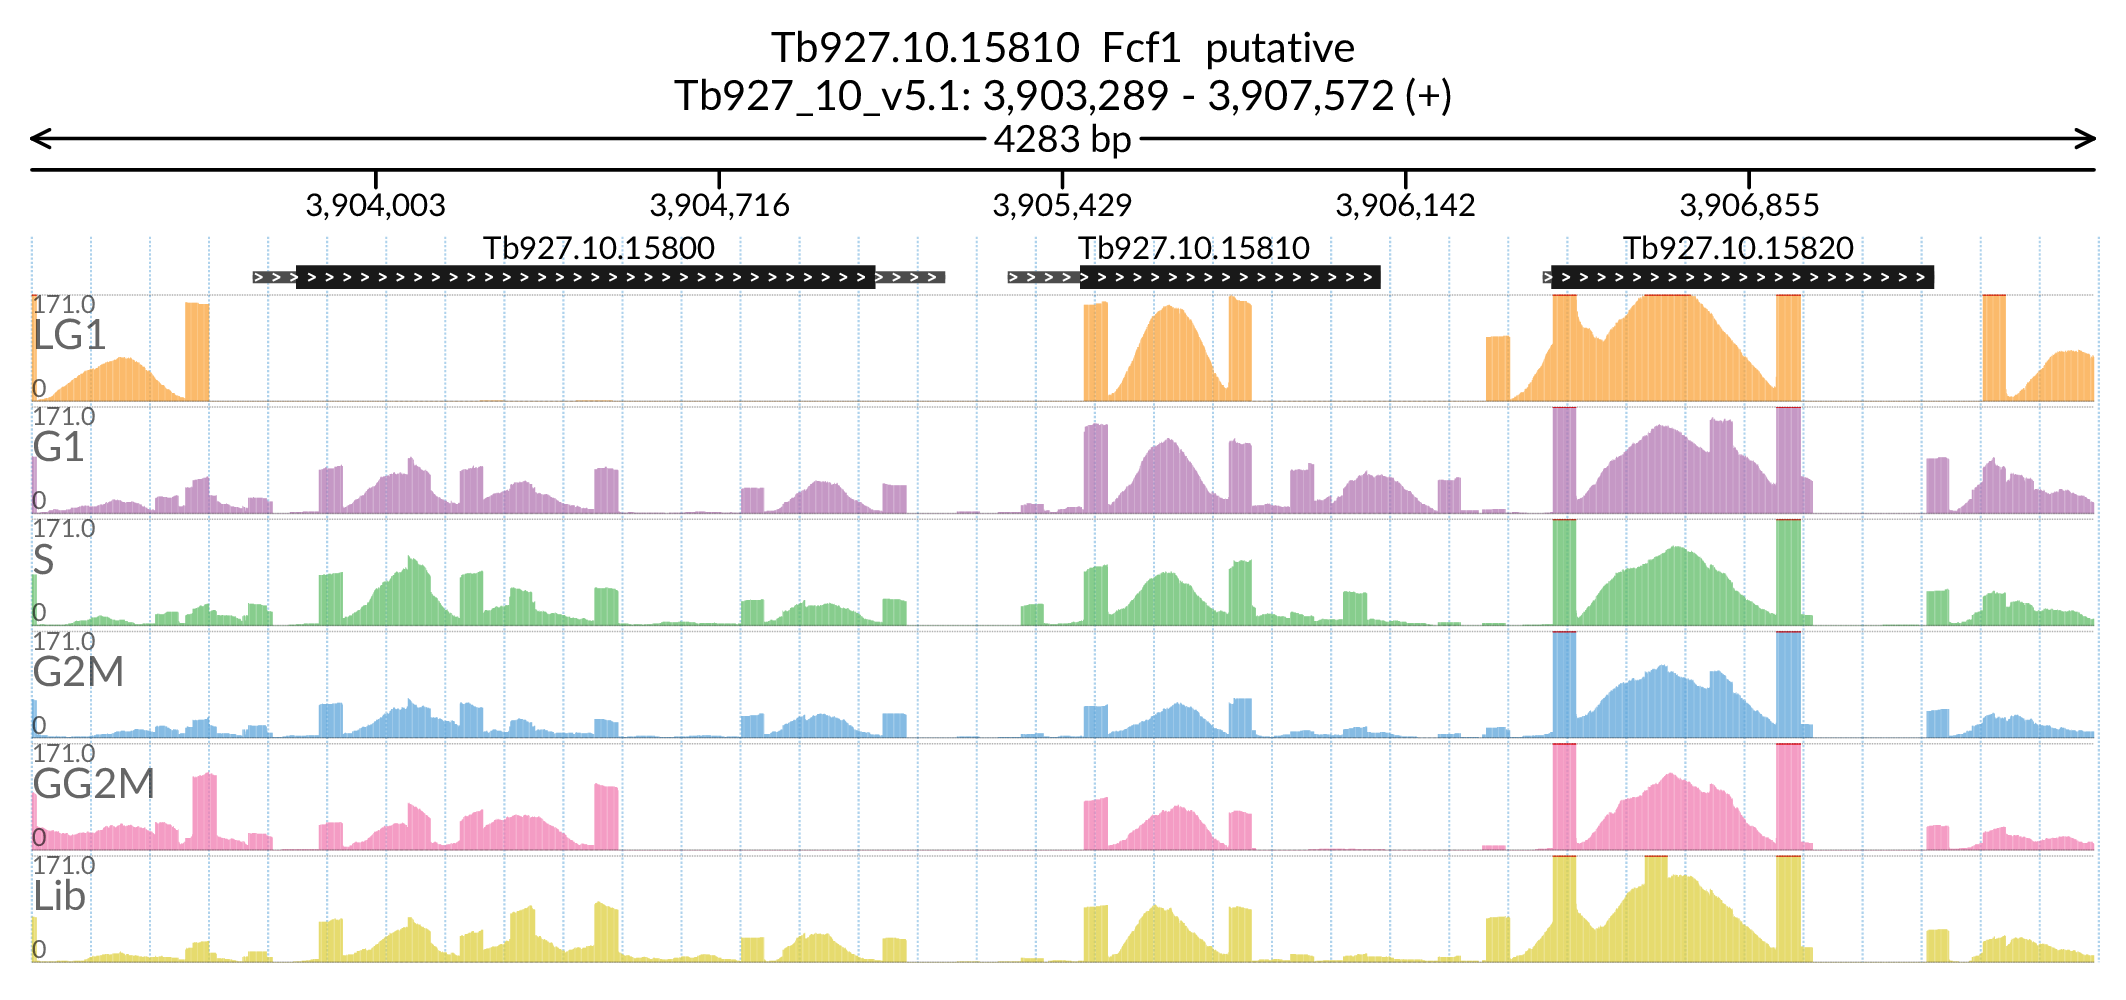 Tb927.10.15810 Fcf1 putative
Tb927_10_v5.1: 3,903,289 - 3,907,572 (+)
4283 bp
3,904,003 3,904,716 3,905,429 3,906,142 3,906,855
Tb927.10.15800 Tb927.10.15810 Tb927.10.15820
171.0
LG1
0
171.0
G1
0
171.0
S
0
171.0
G2M
0
171.0
GG2M
0
171.0
Lib
0